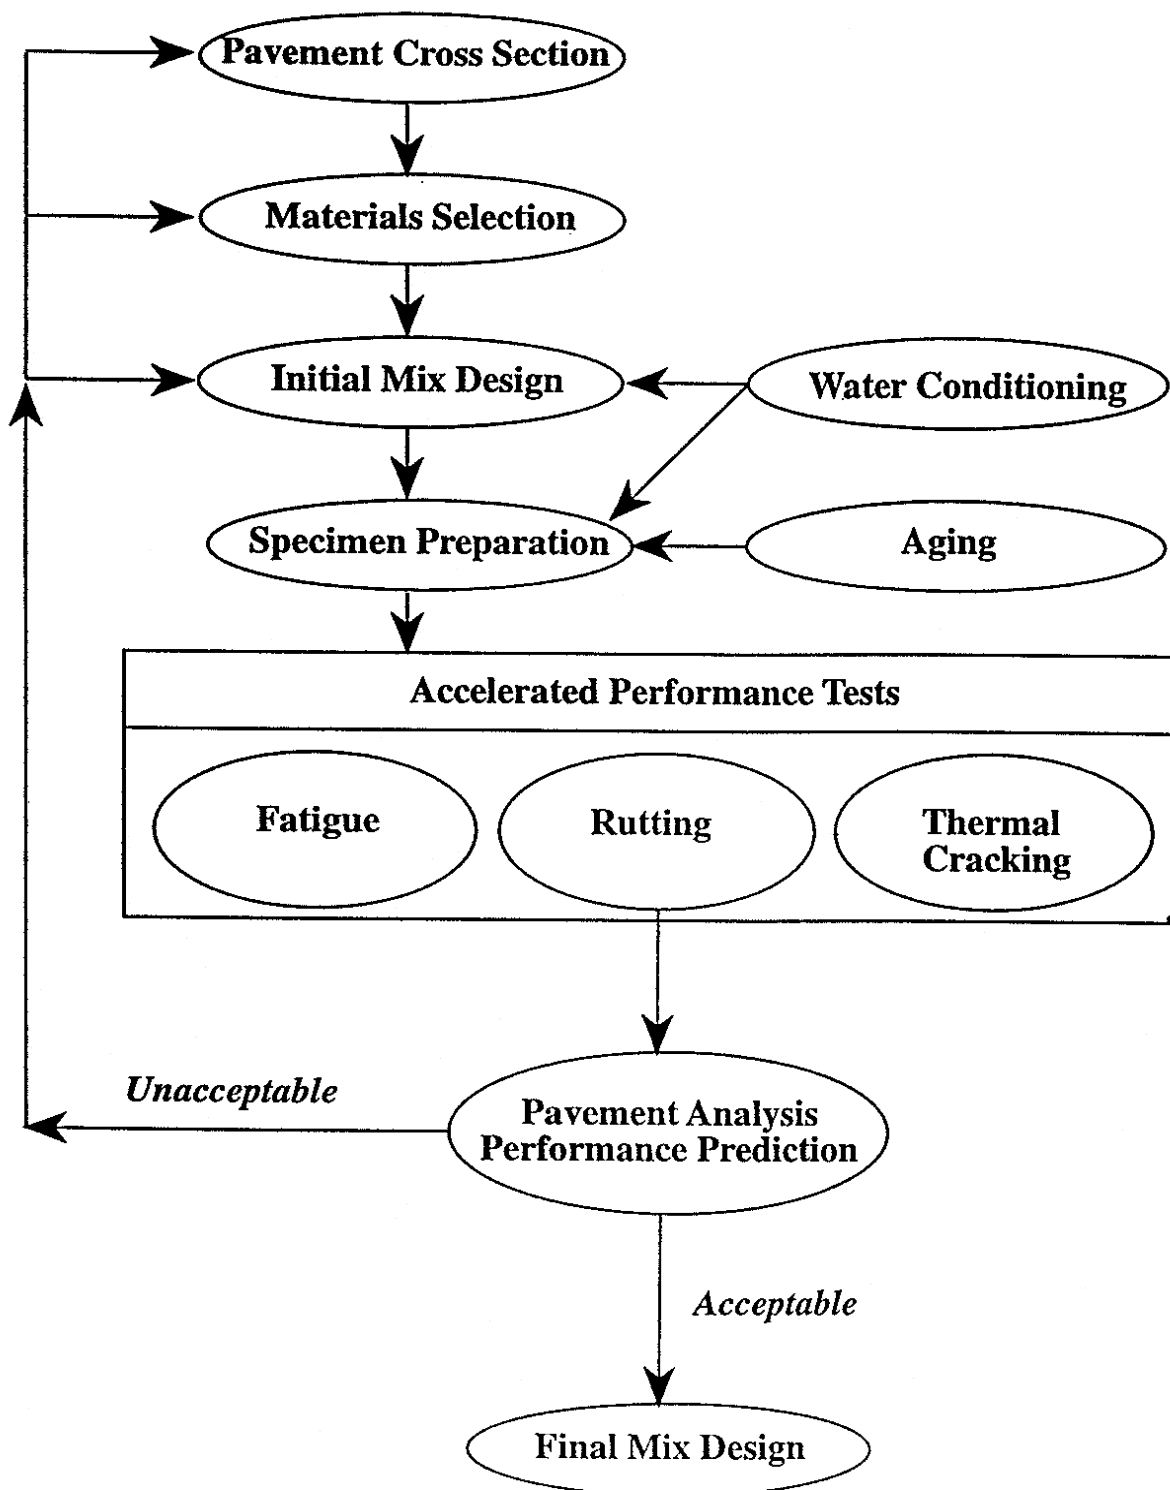 Pavement Cross Section
Materials Selection
Initial Mix Design
Water Conditioning
Specimen Preparation
Aging
Accelerated Performance Tests
Fatigue
Rutting
Thermal
Cracking
Unacceptable
Pavement Analysis
Performance Prediction
Acceptable
Final Mix Design